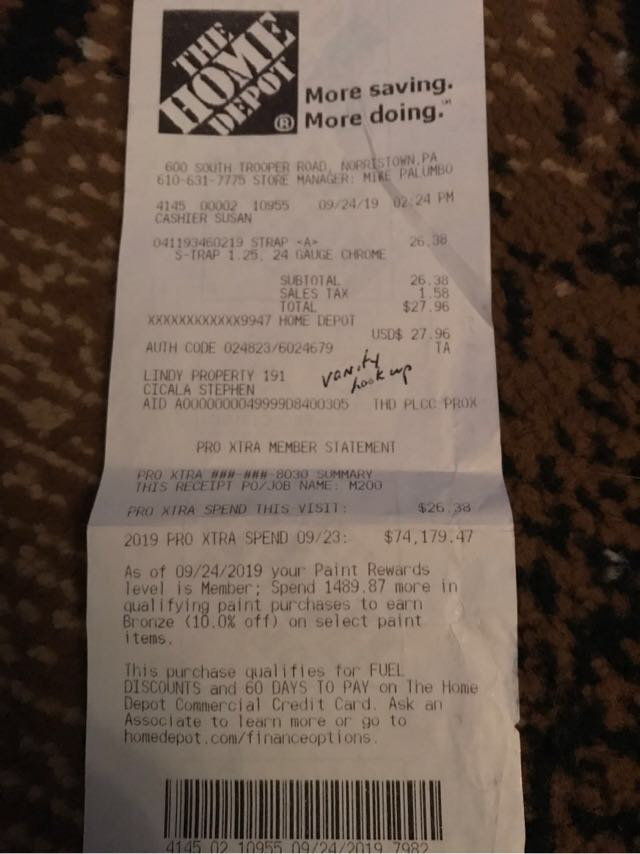 THE
HOME
DEPOT®
More saving.
More doing.™
600 SOUTH TROOPER ROAD, NORRISTOWN,PA
610-631-7775 STORE MANAGER: MIKE PALUMBO
4145 00002 10955 09/24/19 02:24 PM
CASHIER SUSAN
041193460219 STRAP <A> 26.38
S-TRAP 1.25, 24 GAUGE CHROME
SUBTOTAL 26.38
SALES TAX 1.58
TOTAL $27.96
XXXXXXXXXXXX9947 HOME DEPOT
USD$ 27.96
AUTH CODE 024823/6024679 TA
vanity
hook up
LINDY PROPERTY 191
CICALA STEPHEN
AID A0000000049999D8400305 THD PLCC PROX
PRO XTRA MEMBER STATEMENT
PRO XTRA ###-###-8030 SUMMARY
THIS RECEIPT PO/JOB NAME: M200
PRO XTRA SPEND THIS VISIT: $26.38
2019 PRO XTRA SPEND 09/23: $74,179.47
As of 09/24/2019 your Paint Rewards
level is Member; Spend 1489.87 more in
qualifying paint purchases to earn
Bronze (10.0% off) on select paint
items.
This purchase qualifies for FUEL
DISCOUNTS and 60 DAYS TO PAY on The Home
Depot Commercial Credit Card. Ask an
Associate to learn more or go to
homedepot.com/financeoptions.
4145 02 10955 09/24/2019 7982